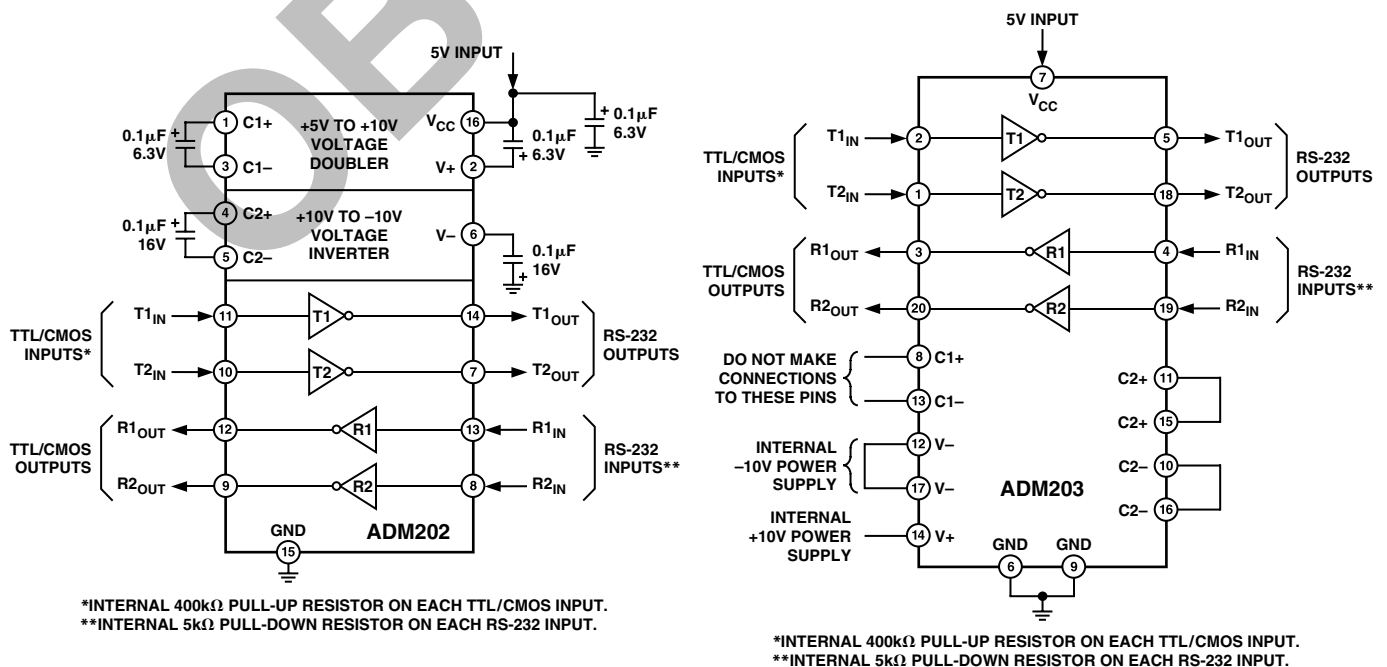 OB
5V INPUT
1 C1+
+5V TO +10V
VOLTAGE
DOUBLER
VCC 16
0.1μF +
6.3V
3 C1–
V+ 2
0.1μF
+ 6.3V
+ 0.1μF
6.3V
4 C2+
+10V TO –10V
VOLTAGE
INVERTER
V– 6
0.1μF +
16V
5 C2–
0.1μF
16V
+
TTL/CMOS
INPUTS*
T1IN 11 T1 14 T1OUT
T2IN 10 T2 7 T2OUT
RS-232
OUTPUTS
TTL/CMOS
OUTPUTS
R1OUT 12 R1 13 R1IN
R2OUT 9 R2 8 R2IN
RS-232
INPUTS**
GND
15
ADM202
*INTERNAL 400kΩ PULL-UP RESISTOR ON EACH TTL/CMOS INPUT.
**INTERNAL 5kΩ PULL-DOWN RESISTOR ON EACH RS-232 INPUT.
5V INPUT
7
VCC
TTL/CMOS
INPUTS*
T1IN 2 T1 5 T1OUT
T2IN 1 T2 18 T2OUT
RS-232
OUTPUTS
TTL/CMOS
OUTPUTS
R1OUT 3 R1 4 R1IN
R2OUT 20 R2 19 R2IN
RS-232
INPUTS**
DO NOT MAKE
CONNECTIONS
TO THESE PINS
8 C1+
13 C1–
C2+ 11
C2+ 15
INTERNAL
–10V POWER
SUPPLY
12 V–
17 V–
C2– 10
C2– 16
ADM203
INTERNAL
+10V POWER
SUPPLY
14 V+
GND GND
6 9
*INTERNAL 400kΩ PULL-UP RESISTOR ON EACH TTL/CMOS INPUT.
**INTERNAL 5kΩ PULL-DOWN RESISTOR ON EACH RS-232 INPUT.